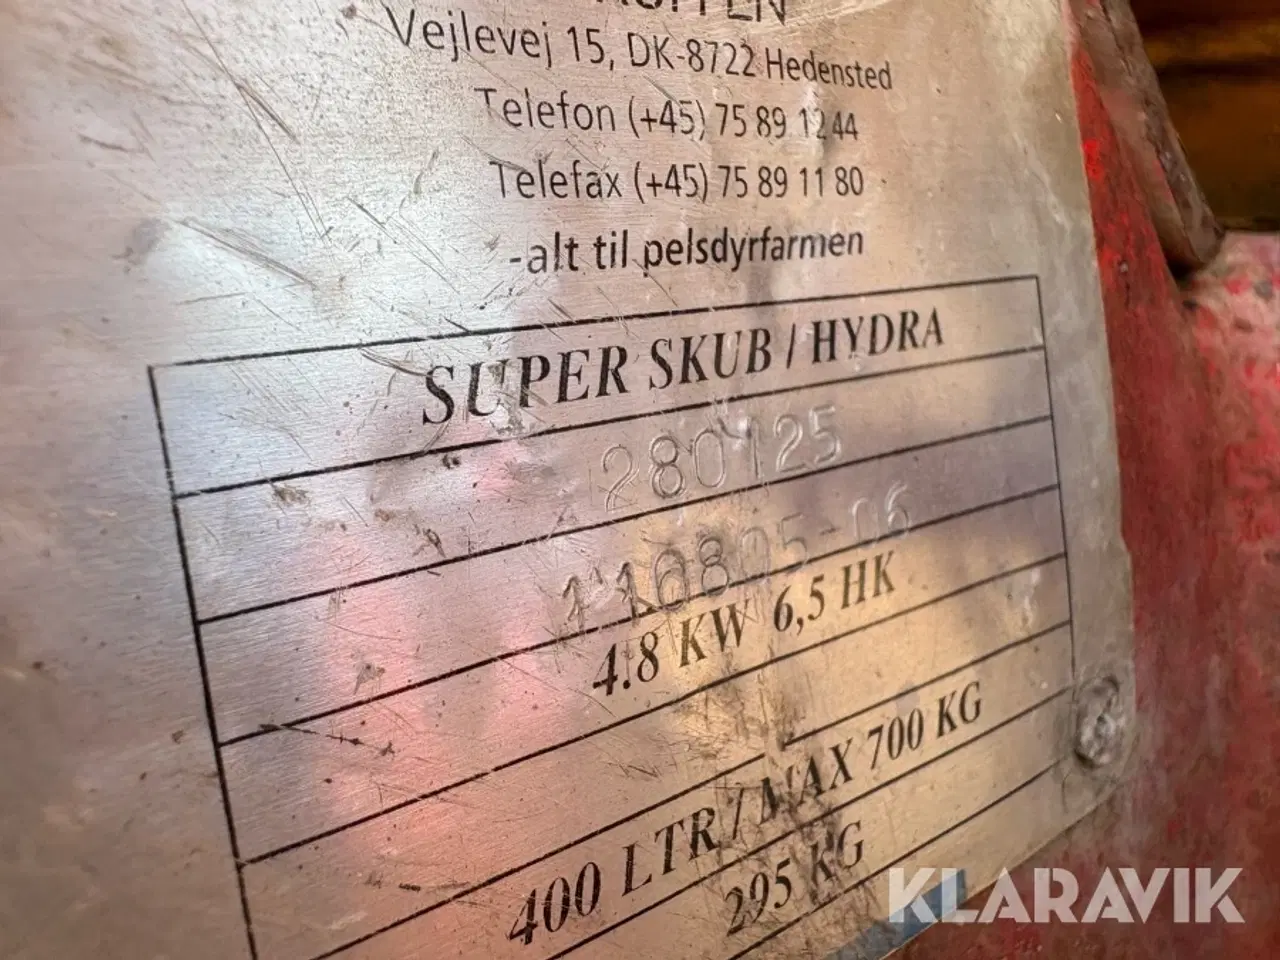 Vejlevej 15, DK-8722 Hedensted
Telefon (+45) 75 89 12 44
Telefax (+45) 75 89 11 80
-alt til pelsdyrfarmen
SUPER SKUB / HYDRA
280125
110805-06
4.8 KW 6,5 HK
400 LTR / MAX 700 KG
295 KG
KLARAVIK